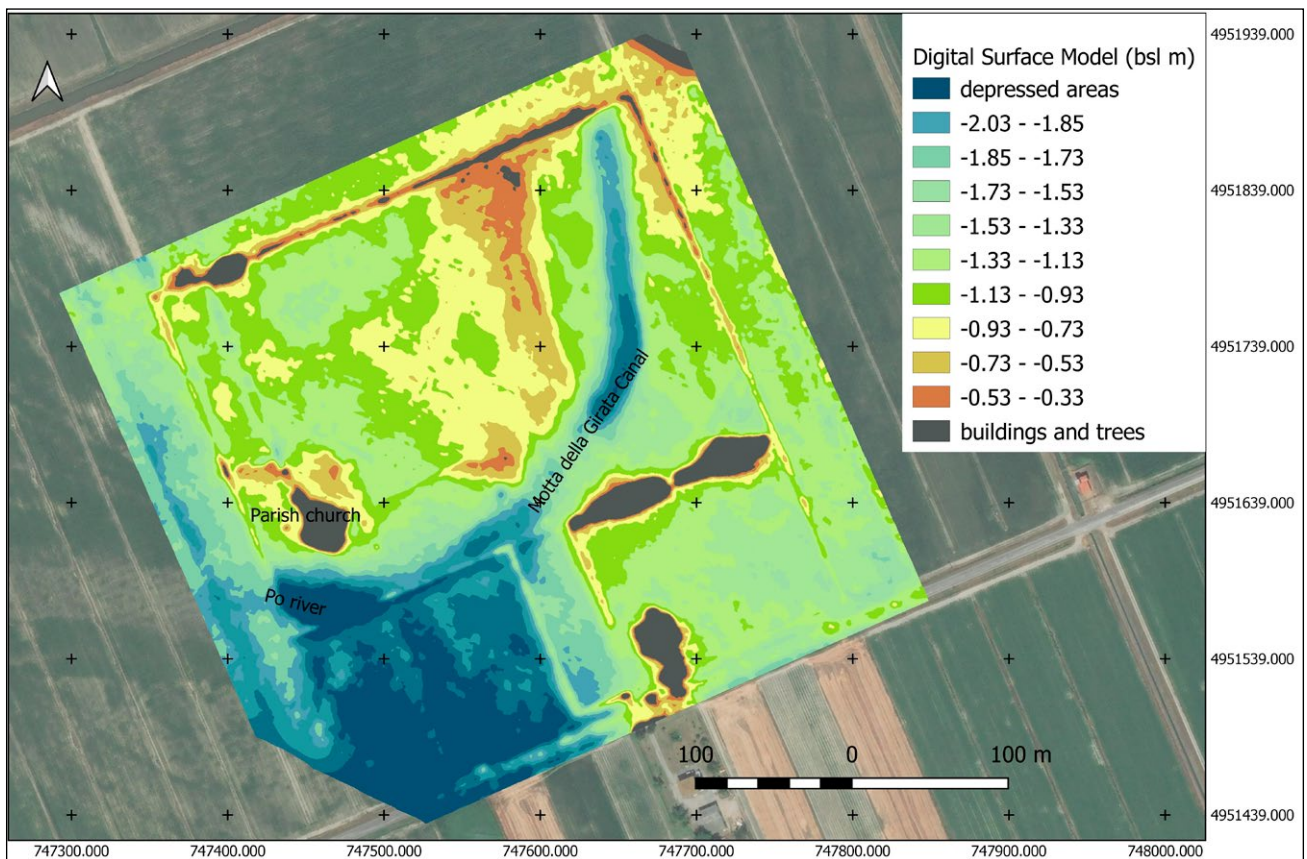 Digital Surface Model (bsl m)
depressed areas
-2.03 - -1.85
-1.85 - -1.73
-1.73 - -1.53
-1.53 - -1.33
-1.33 - -1.13
-1.13 - -0.93
-0.93 - -0.73
-0.73 - -0.53
-0.53 - -0.33
buildings and trees
4951939.000
4951839.000
4951739.000
4951639.000
4951539.000
4951439.000
Motta della Girata Canal
Parish church
Po river
100 0 100 m
747300.000 747400.000 747500.000 747600.000 747700.000 747800.000 747900.000 748000.000